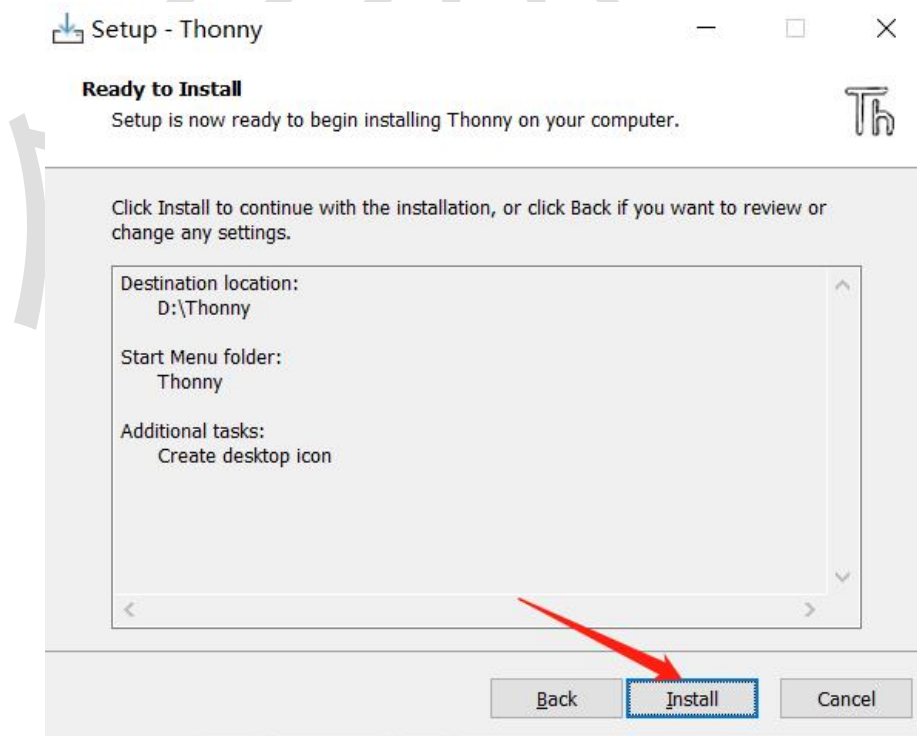 Setup - Thonny
Ready to Install
Setup is now ready to begin installing Thonny on your computer.
Th
Click Install to continue with the installation, or click Back if you want to review or
change any settings.
Destination location:
D:\Thonny
Start Menu folder:
Thonny
Additional tasks:
Create desktop icon
Back
Install
Cancel